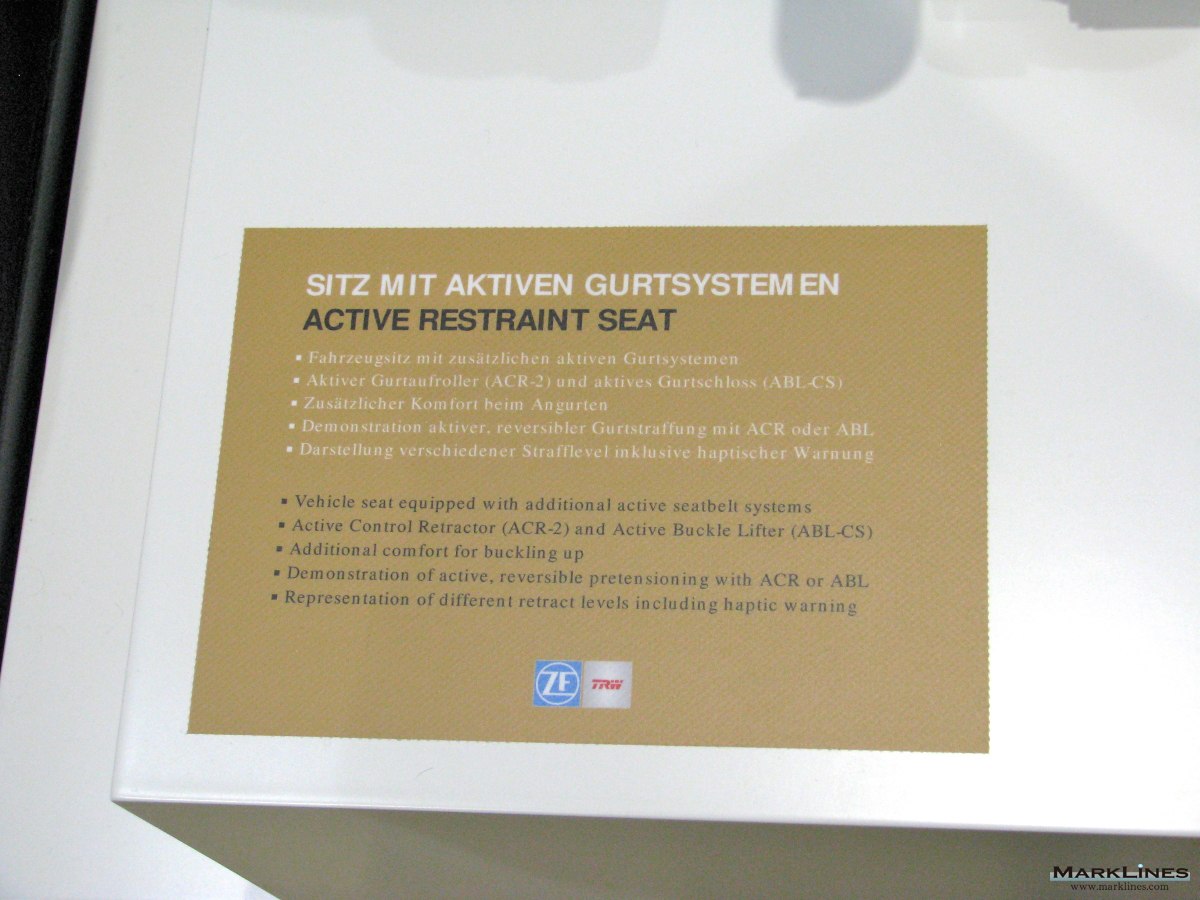 SITZ MIT AKTIVEN GURTSYSTEMEN
ACTIVE RESTRAINT SEAT
▪ Fahrzeugsitz mit zusätzlichen aktiven Gurtsystemen
▪ Aktiver Gurtaufroller (ACR-2) und aktives Gurtschloss (ABL-CS)
▪ Zusätzlicher Komfort beim Angurten
▪ Demonstration aktiver, reversibler Gurtstraffung mit ACR oder ABL
▪ Darstellung verschiedener Strafflevel inklusive haptischer Warnung
▪ Vehicle seat equipped with additional active seatbelt systems
▪ Active Control Retractor (ACR-2) and Active Buckle Lifter (ABL-CS)
▪ Additional comfort for buckling up
▪ Demonstration of active, reversible pretensioning with ACR or ABL
▪ Representation of different retract levels including haptic warning
ZF TRW
MARKLINES
www.marklines.com